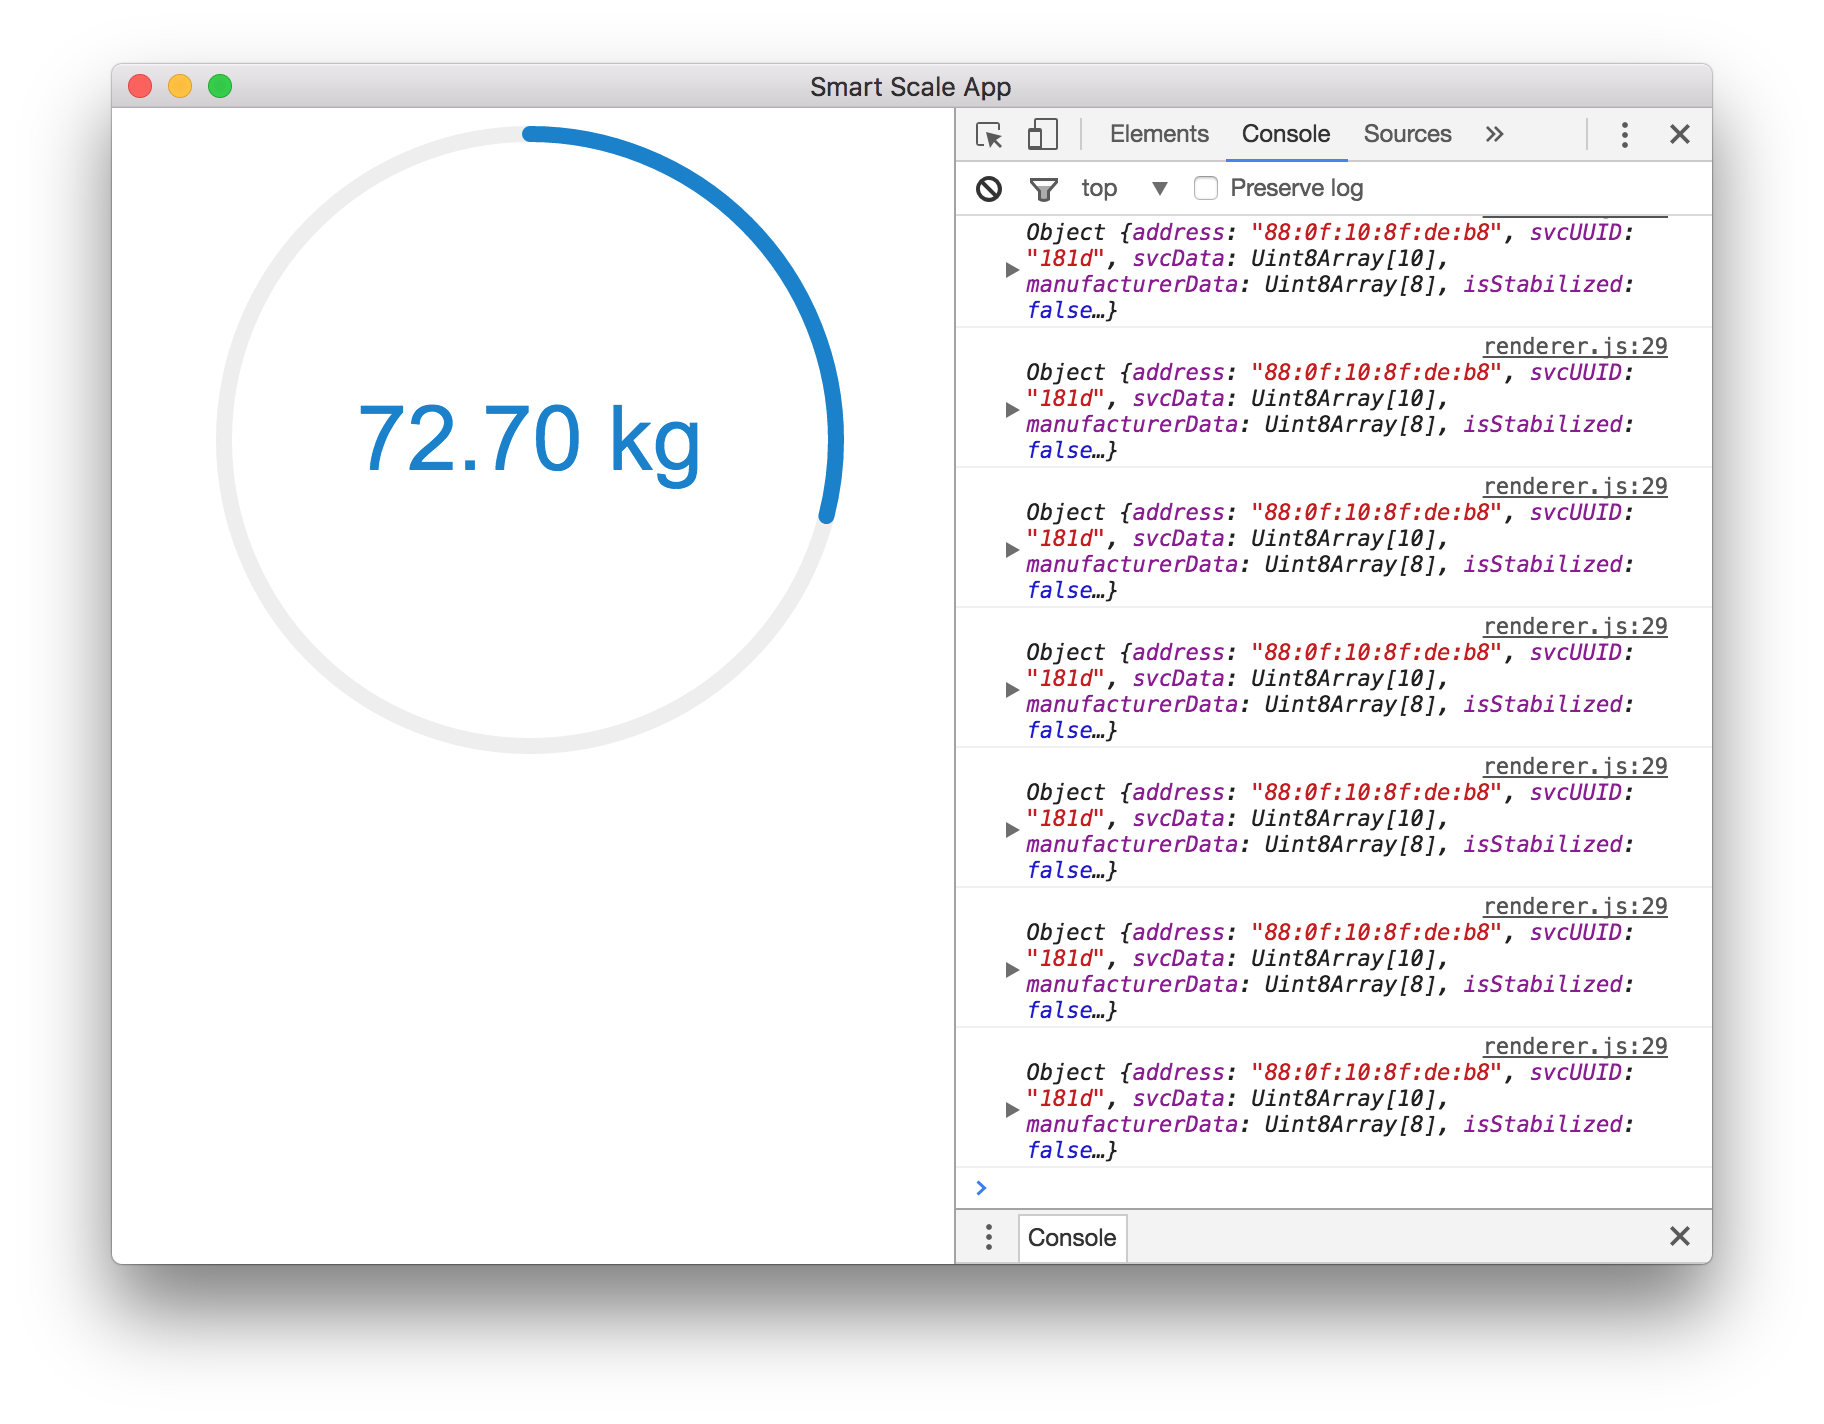 Smart Scale App
72.70 kg
Elements Console Sources
top Preserve log
Object {address: "88:0f:10:8f:de:b8", svcUUID:
"181d", svcData: Uint8Array[10],
manufacturerData: Uint8Array[8], isStabilized:
false…}
renderer.js:29
Object {address: "88:0f:10:8f:de:b8", svcUUID:
"181d", svcData: Uint8Array[10],
manufacturerData: Uint8Array[8], isStabilized:
false…}
renderer.js:29
Object {address: "88:0f:10:8f:de:b8", svcUUID:
"181d", svcData: Uint8Array[10],
manufacturerData: Uint8Array[8], isStabilized:
false…}
renderer.js:29
Object {address: "88:0f:10:8f:de:b8", svcUUID:
"181d", svcData: Uint8Array[10],
manufacturerData: Uint8Array[8], isStabilized:
false…}
renderer.js:29
Object {address: "88:0f:10:8f:de:b8", svcUUID:
"181d", svcData: Uint8Array[10],
manufacturerData: Uint8Array[8], isStabilized:
false…}
renderer.js:29
Object {address: "88:0f:10:8f:de:b8", svcUUID:
"181d", svcData: Uint8Array[10],
manufacturerData: Uint8Array[8], isStabilized:
false…}
renderer.js:29
Object {address: "88:0f:10:8f:de:b8", svcUUID:
"181d", svcData: Uint8Array[10],
manufacturerData: Uint8Array[8], isStabilized:
false…}
Console